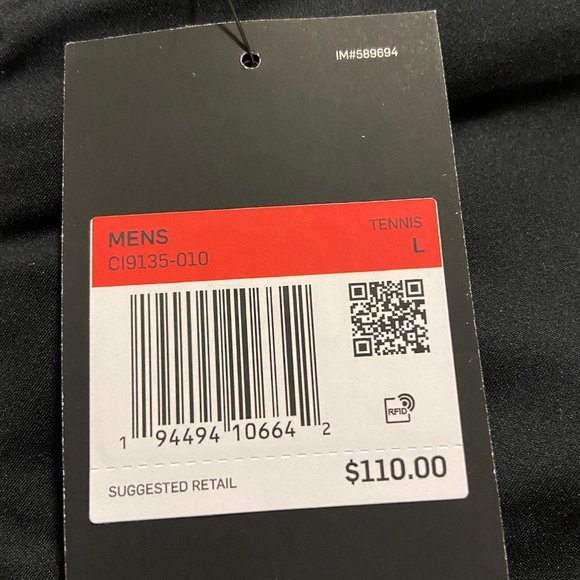 IM#589694
MENS
TENNIS
CI9135-010
L
RFID
1 94494 10664 2
SUGGESTED RETAIL
$110.00